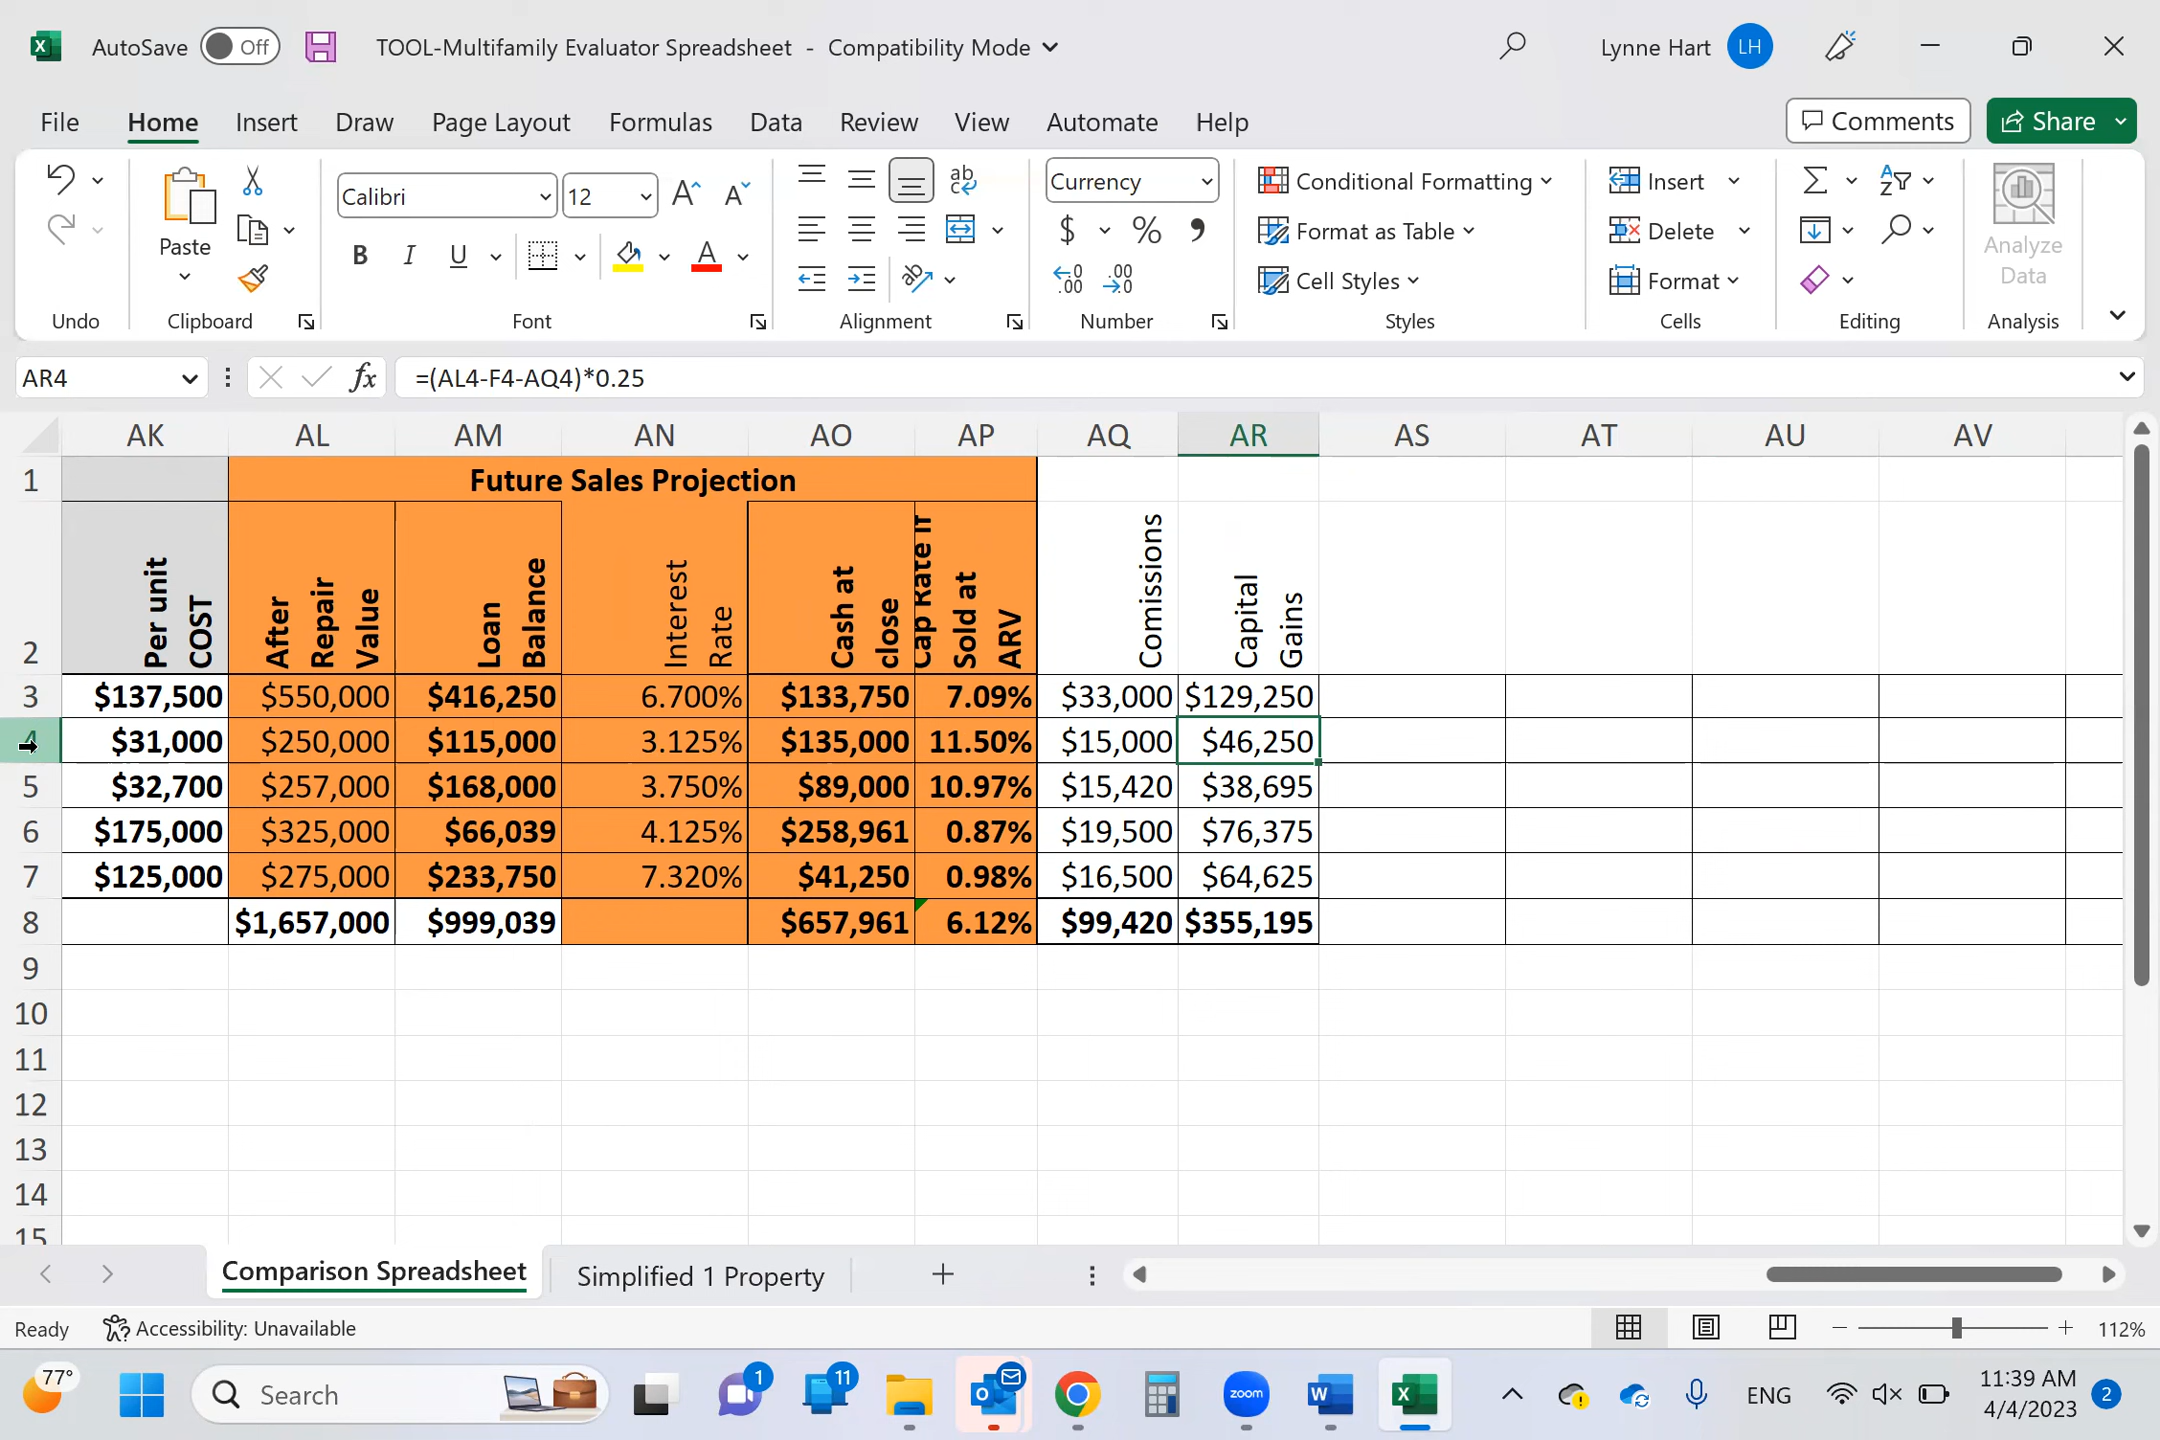 AutoSave Off TOOL-Multifamily Evaluator Spreadsheet - Compatibility Mode Lynne Hart LH
File Home Insert Draw Page Layout Formulas Data Review View Automate Help Comments Share
Paste
Calibri 12
B I U A
Currency
$ % ,
Conditional Formatting
Format as Table
Cell Styles
Insert
Delete
Format
Analyze
Data
Undo Clipboard Font Alignment Number Styles Cells Editing Analysis
AR4 fx =(AL4-F4-AQ4)*0.25
AK AL AM AN AO AP AQ AR AS AT AU AV
1 Future Sales Projection
2
Per unit
COST
After
Repair
Value
Loan
Balance
Interest
Rate
Cash at
close
Cap Rate if
Sold at
ARV
Comissions
Capital
Gains
3 $137,500 $550,000 $416,250 6.700% $133,750 7.09% $33,000 $129,250
4 $31,000 $250,000 $115,000 3.125% $135,000 11.50% $15,000 $46,250
5 $32,700 $257,000 $168,000 3.750% $89,000 10.97% $15,420 $38,695
6 $175,000 $325,000 $66,039 4.125% $258,961 0.87% $19,500 $76,375
7 $125,000 $275,000 $233,750 7.320% $41,250 0.98% $16,500 $64,625
8 $1,657,000 $999,039 $657,961 6.12% $99,420 $355,195
9
10
11
12
13
14
15
Comparison Spreadsheet Simplified 1 Property
Ready Accessibility: Unavailable 112%
77° Search 1 11 zoom ENG 11:39 AM
4/4/2023 2